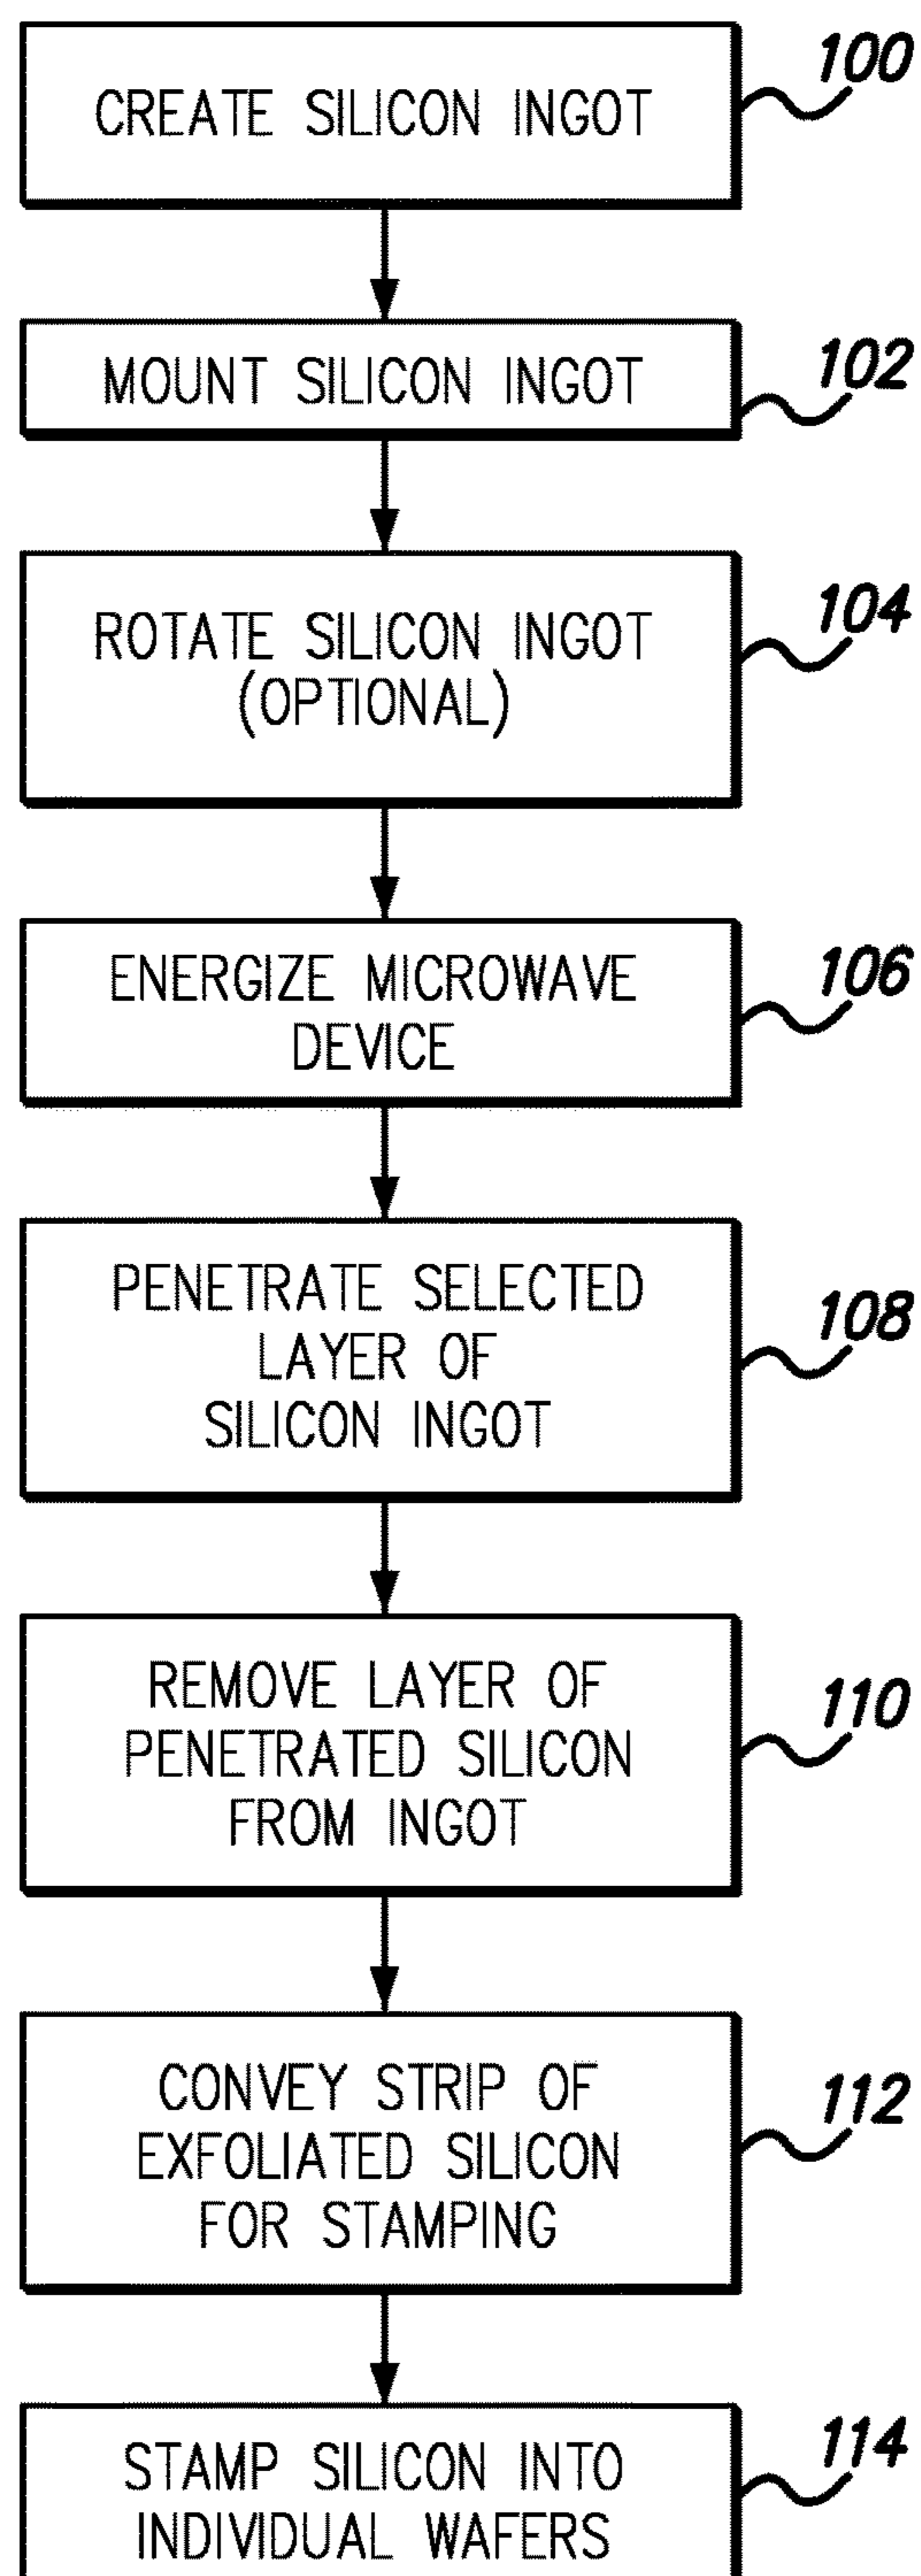 CREATE SILICON INGOT
100
MOUNT SILICON INGOT
102
ROTATE SILICON INGOT
(OPTIONAL)
104
ENERGIZE MICROWAVE
DEVICE
106
PENETRATE SELECTED
LAYER OF
SILICON INGOT
108
REMOVE LAYER OF
PENETRATED SILICON
FROM INGOT
110
CONVEY STRIP OF
EXFOLIATED SILICON
FOR STAMPING
112
STAMP SILICON INTO
INDIVIDUAL WAFERS
114